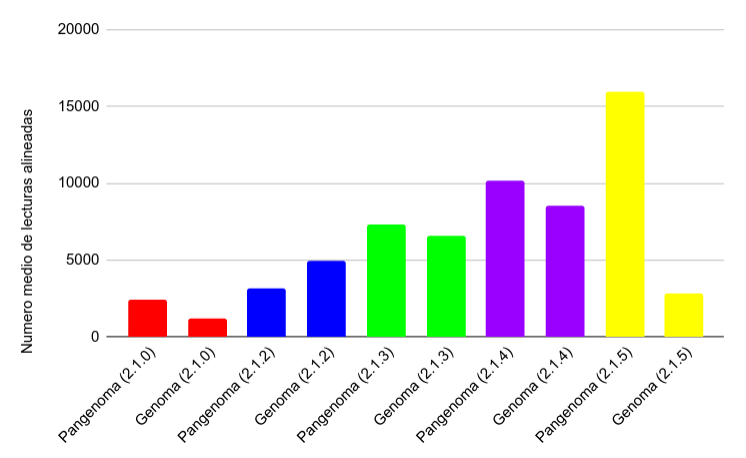 Numero medio de lecturas alineadas
20000
15000
10000
5000
0
Pangenoma (2.1.0)
Genoma (2.1.0)
Pangenoma (2.1.2)
Genoma (2.1.2)
Pangenoma (2.1.3)
Genoma (2.1.3)
Pangenoma (2.1.4)
Genoma (2.1.4)
Pangenoma (2.1.5)
Genoma (2.1.5)